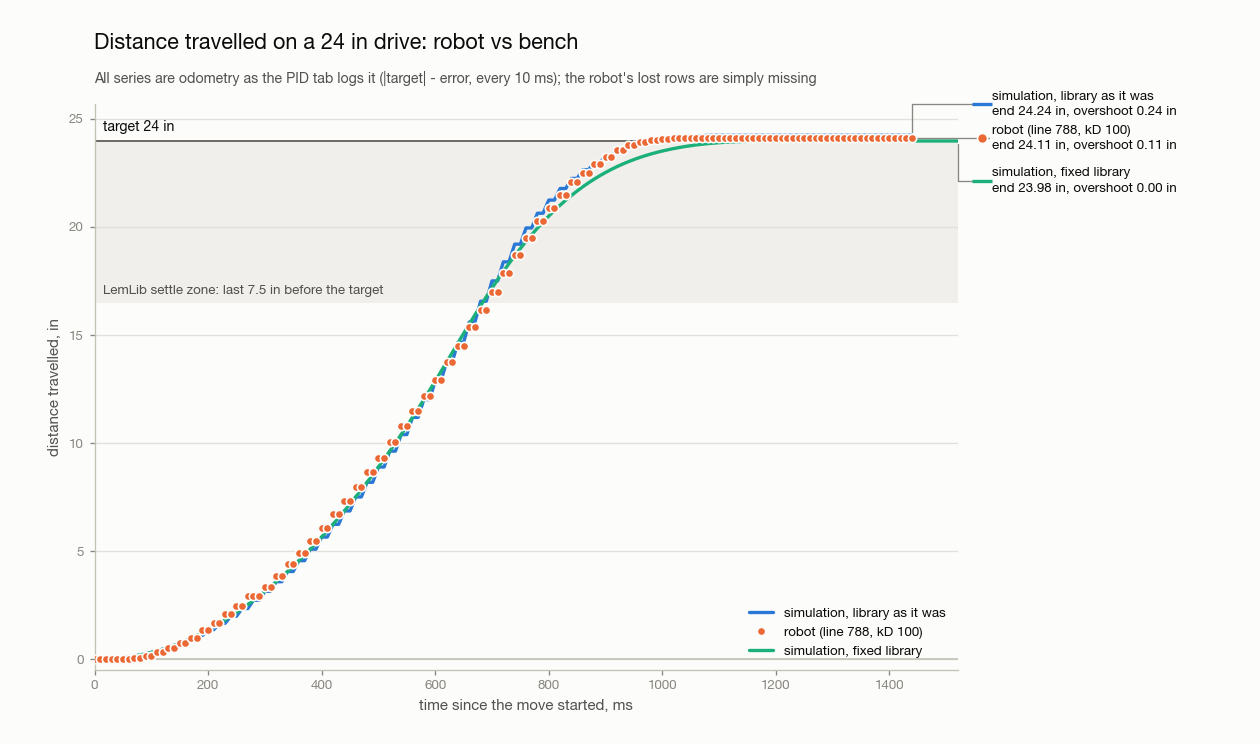 Distance travelled on a 24 in drive: robot vs bench
All series are odometry as the PID tab logs it (|target| - error, every 10 ms); the robot's lost rows are simply missing
simulation, library as it was
end 24.24 in, overshoot 0.24 in
robot (line 788, kD 100)
end 24.11 in, overshoot 0.11 in
simulation, fixed library
end 23.98 in, overshoot 0.00 in
25
target 24 in
20
LemLib settle zone: last 7.5 in before the target
15
10
5
0
distance travelled, in
simulation, library as it was
robot (line 788, kD 100)
simulation, fixed library
0 200 400 600 800 1000 1200 1400
time since the move started, ms